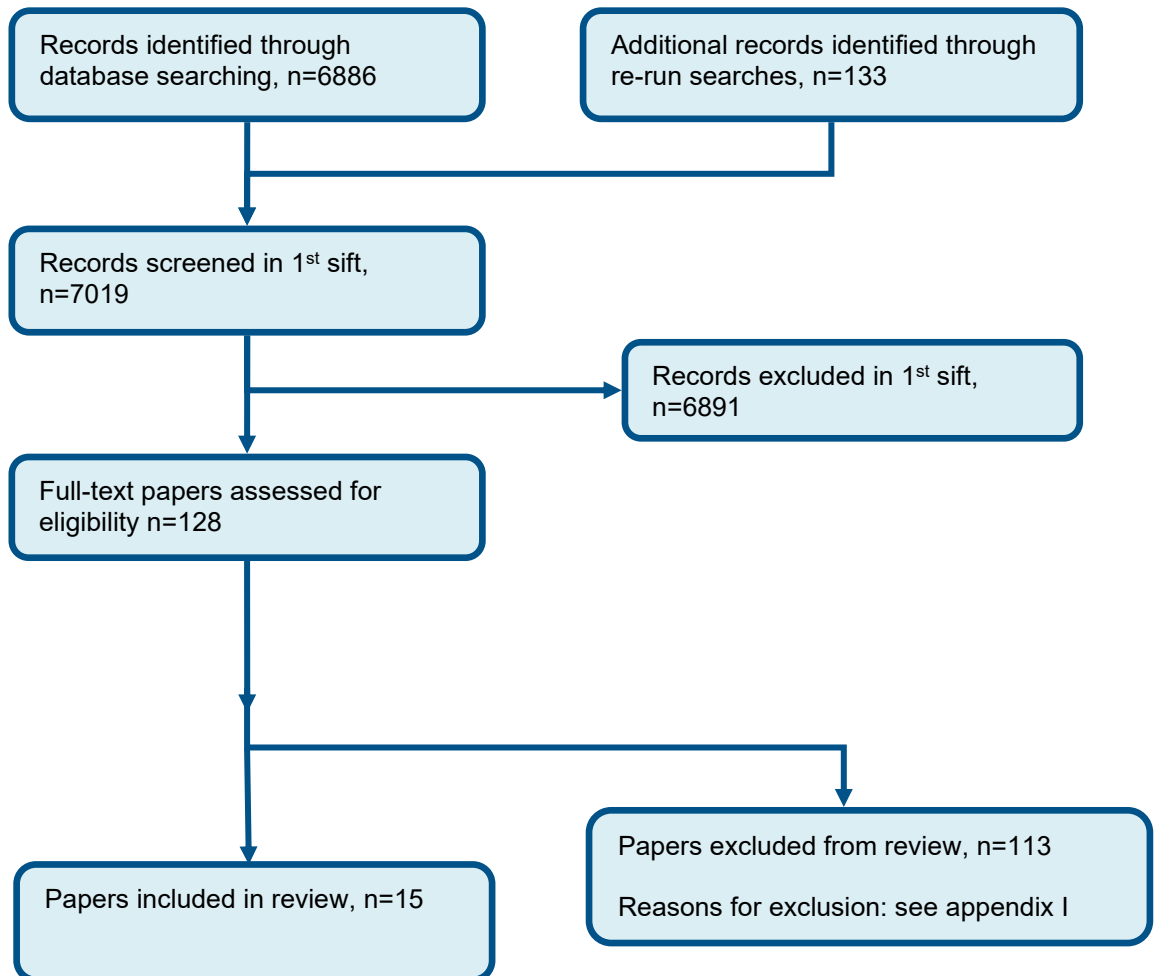 Records identified through
database searching, n=6886
Additional records identified through
re-run searches, n=133
Records screened in 1st sift,
n=7019
Records excluded in 1st sift,
n=6891
Full-text papers assessed for
eligibility n=128
Papers included in review, n=15
Papers excluded from review, n=113
Reasons for exclusion: see appendix I